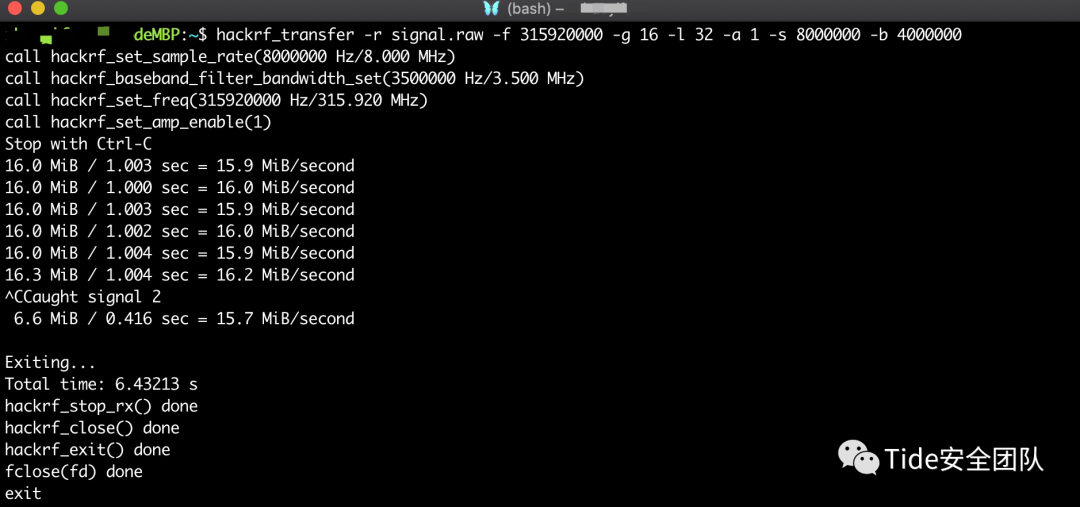 (bash) —
deMBP:~$ hackrf_transfer -r signal.raw -f 315920000 -g 16 -l 32 -a 1 -s 8000000 -b 4000000
call hackrf_set_sample_rate(8000000 Hz/8.000 MHz)
call hackrf_baseband_filter_bandwidth_set(3500000 Hz/3.500 MHz)
call hackrf_set_freq(315920000 Hz/315.920 MHz)
call hackrf_set_amp_enable(1)
Stop with Ctrl-C
16.0 MiB / 1.003 sec = 15.9 MiB/second
16.0 MiB / 1.000 sec = 16.0 MiB/second
16.0 MiB / 1.003 sec = 15.9 MiB/second
16.0 MiB / 1.002 sec = 16.0 MiB/second
16.0 MiB / 1.004 sec = 15.9 MiB/second
16.3 MiB / 1.004 sec = 16.2 MiB/second
^CCaught signal 2
 6.6 MiB / 0.416 sec = 15.7 MiB/second
Exiting...
Total time: 6.43213 s
hackrf_stop_rx() done
hackrf_close() done
hackrf_exit() done
fclose(fd) done
exit
Tide安全团队